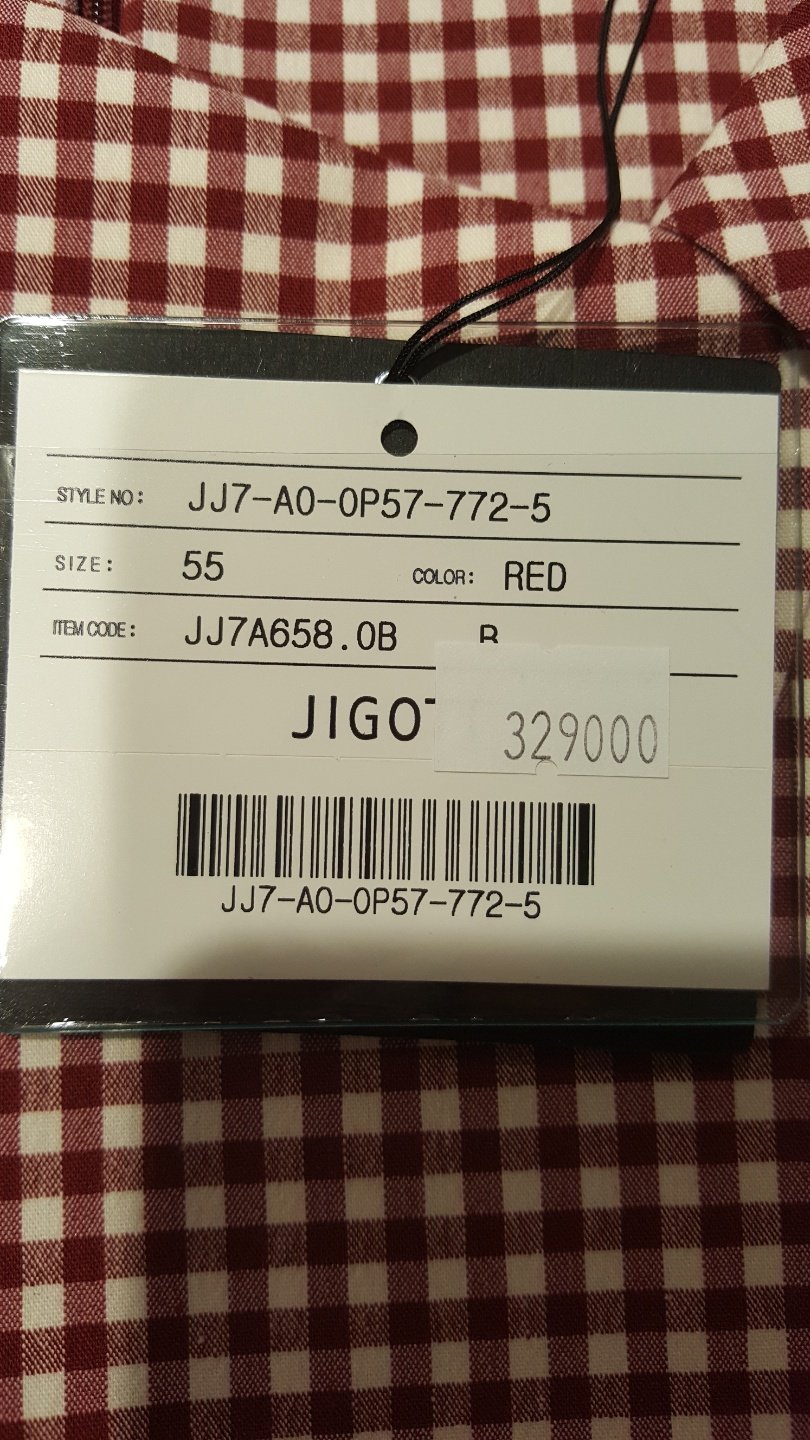 STYLE NO: JJ7-A0-0P57-772-5
SIZE: 55 COLOR: RED
ITEM CODE: JJ7A658.0B
329000
JJ7-A0-0P57-772-5